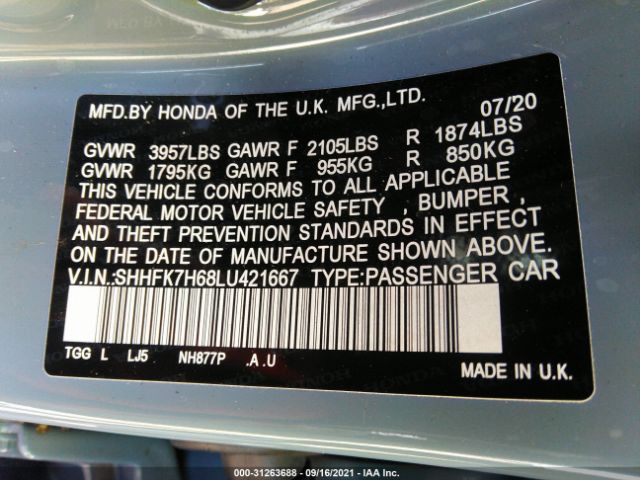 MFD.BY HONDA OF THE U.K. MFG.,LTD. 07/20
GVWR 3957LBS GAWR F 2105LBS R 1874LBS
GVWR 1795KG GAWR F 955KG R 850KG
THIS VEHICLE CONFORMS TO ALL APPLICABLE
FEDERAL MOTOR VEHICLE SAFETY , BUMPER ,
AND THEFT PREVENTION STANDARDS IN EFFECT
ON THE DATE OF MANUFACTURE SHOWN ABOVE.
V.I.N.:SHHFK7H68LU421667 TYPE:PASSENGER CAR
TGG L LJ5 NH877P .A .U
MADE IN U.K.
000-31263688 - 09/16/2021 - IAA Inc.